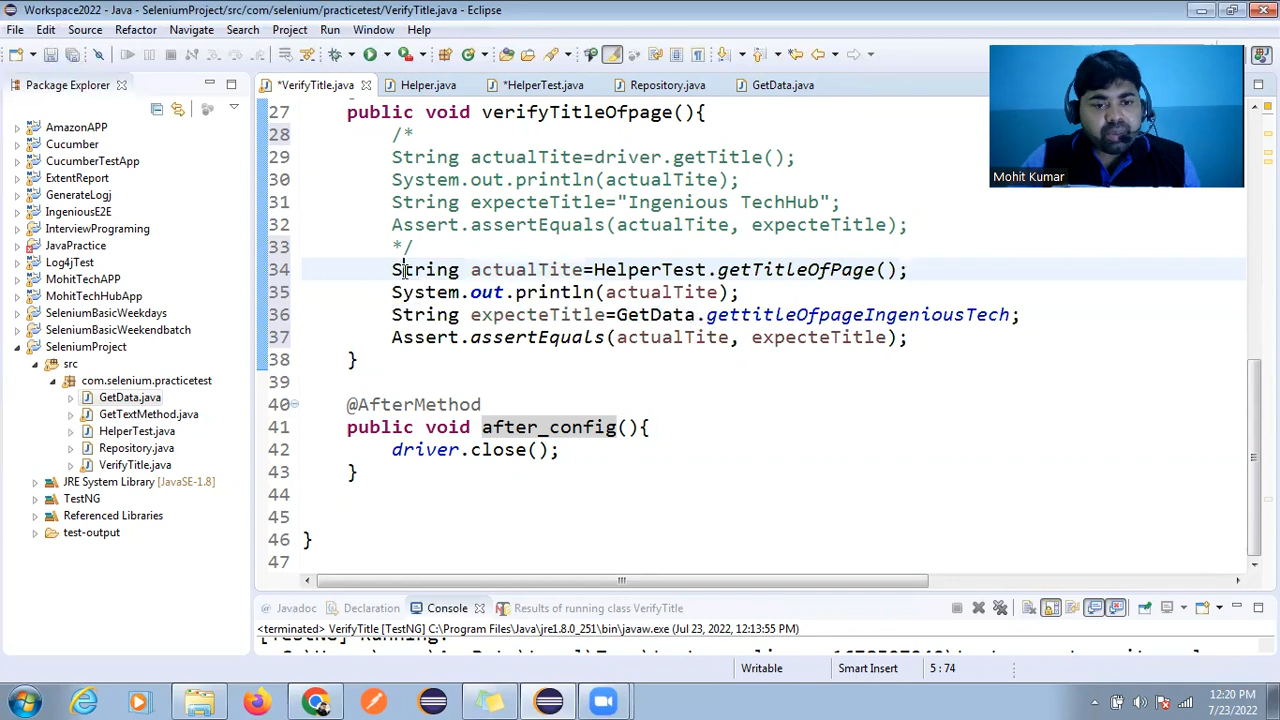 Workspace2022 - Java - SeleniumProject/src/com/selenium/practicetest/VerifyTitle.java - Eclipse
File Edit Source Refactor Navigate Search Project Run Window Help
Package Explorer
*VerifyTitle.java Helper.java *HelperTest.java Repository.java GetData.java
AmazonAPP
Cucumber
CucumberTestApp
ExtentReport
GenerateLogj
IngeniousE2E
InterviewPrograming
JavaPractice
Log4jTest
MohitTechAPP
MohitTechHubApp
SeleniumBasicWeekdays
SeleniumBasicWeekendbatch
SeleniumProject
src
com.selenium.practicetest
GetData.java
GetTextMethod.java
HelperTest.java
Repository.java
VerifyTitle.java
JRE System Library [JavaSE-1.8]
TestNG
Referenced Libraries
test-output
27 public void verifyTitleOfpage(){
28 /*
29 String actualTite=driver.getTitle();
30 System.out.println(actualTite);
31 String expecteTitle="Ingenious TechHub";
32 Assert.assertEquals(actualTite, expecteTitle);
33 */
34 String actualTite=HelperTest.getTitleOfPage();
35 System.out.println(actualTite);
36 String expecteTitle=GetData.gettitleOfpageIngeniousTech;
37 Assert.assertEquals(actualTite, expecteTitle);
38 }
39
40 @AfterMethod
41 public void after_config(){
42 driver.close();
43 }
44
45
46 }
47
Mohit Kumar
Javadoc Declaration Console Results of running class VerifyTitle
<terminated> VerifyTitle [TestNG] C:\Program Files\Java\jre1.8.0_251\bin\javaw.exe (Jul 23, 2022, 12:13:55 PM)
[TestNG] Running:
Writable Smart Insert 5 : 74
12:20 PM
7/23/2022